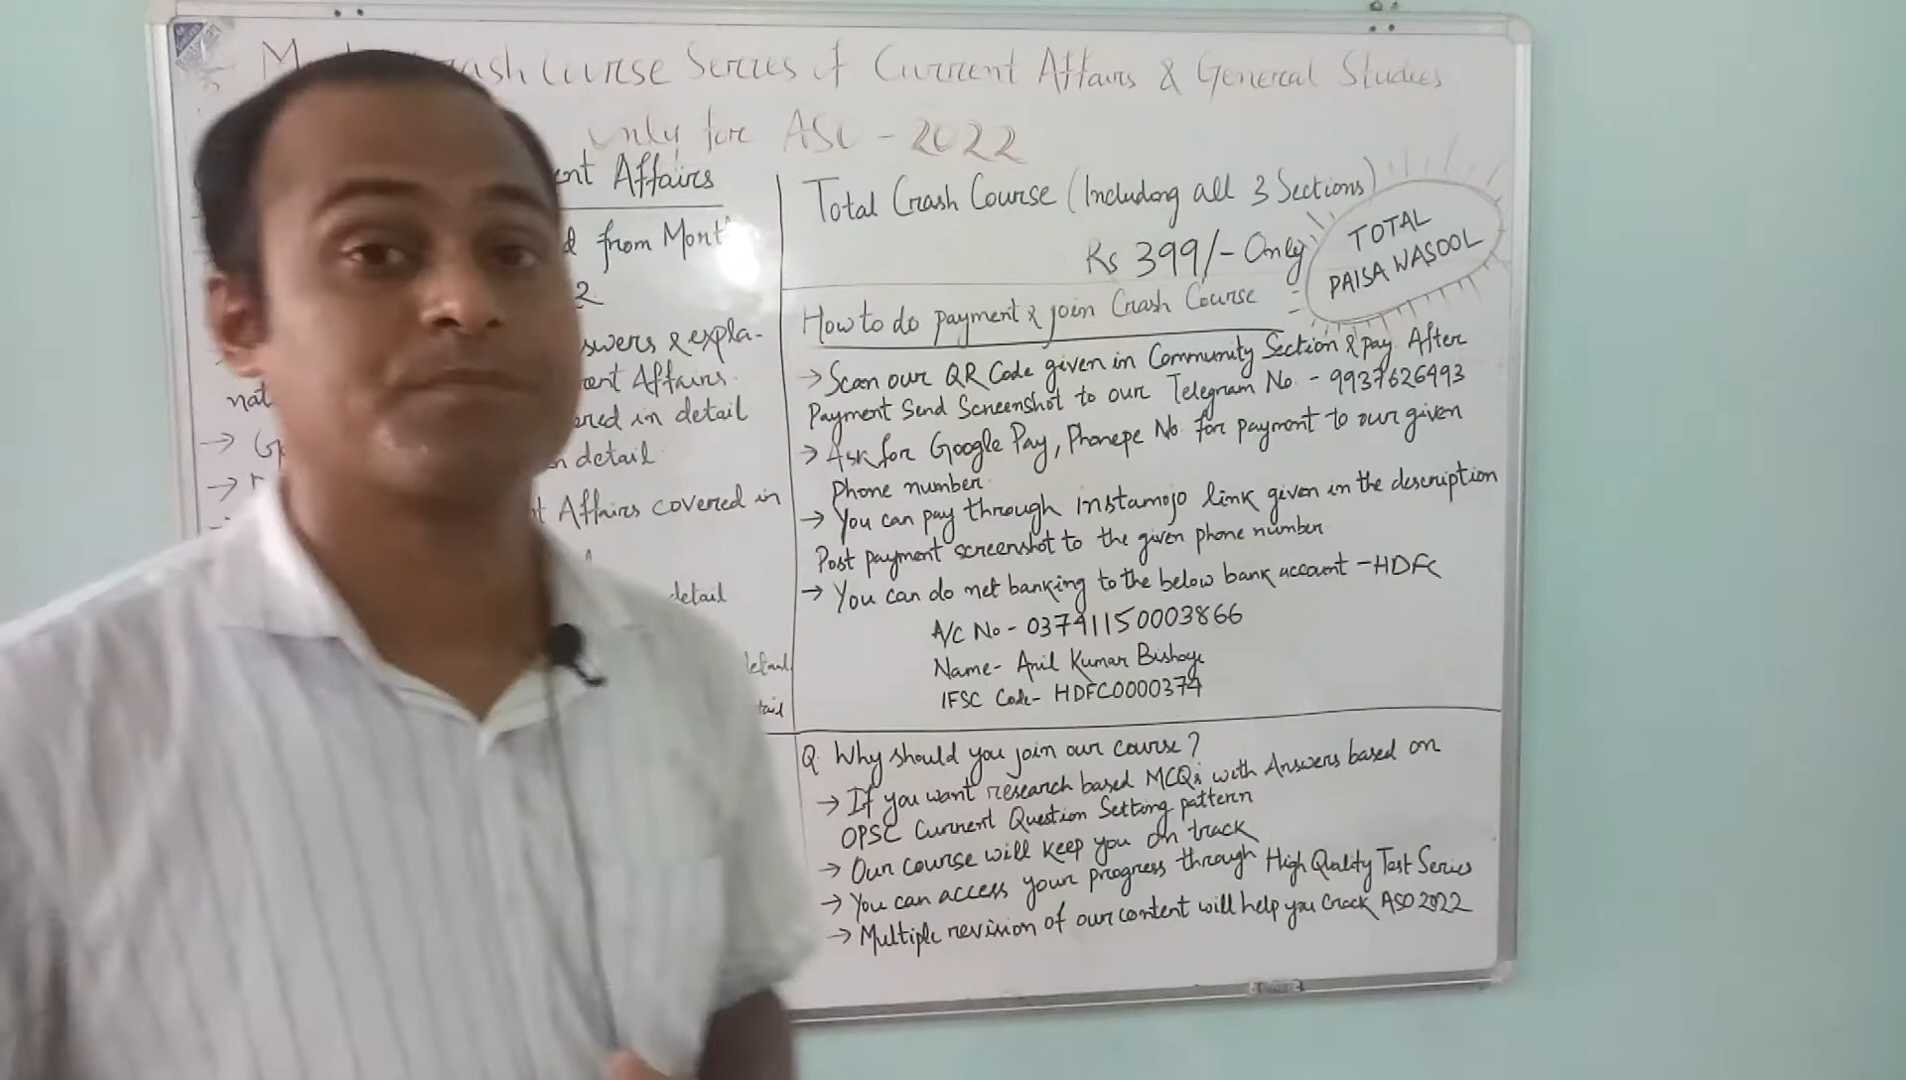 Crash Course Series of Current Affairs & General Studies
Only for ASO - 2022
Affairs
from Mont
2
swers & expla-
nat
Affairs
ered in detail
in detail
Affairs covered in
detail
detail
tail
Total Crash Course (Including all 3 Sections)
Rs 399/- Only
TOTAL
PAISA WASOOL
How to do payment & join Crash Course
→ Scan our QR Code given in Community Section & pay. After
Payment Send Screenshot to our Telegram No. - 9937626493
→ Ask for Google Pay, Phonepe No. for payment to our given
Phone number.
→ You can pay through instamojo link given in the description
Post payment screenshot to the given phone number
→ You can do net banking to the below bank account - HDFC
A/C No - 03741150003866
Name- Anil Kumar Bishoyi
IFSC Code- HDFC0000374
Q. Why should you join our course?
→ If you want research based MCQs with Answers based on
OPSC Current Question Setting pattern
→ Our course will keep you on track
→ You can access your progress through High Quality Test Series
→ Multiple revision of our content will help you crack ASO 2022